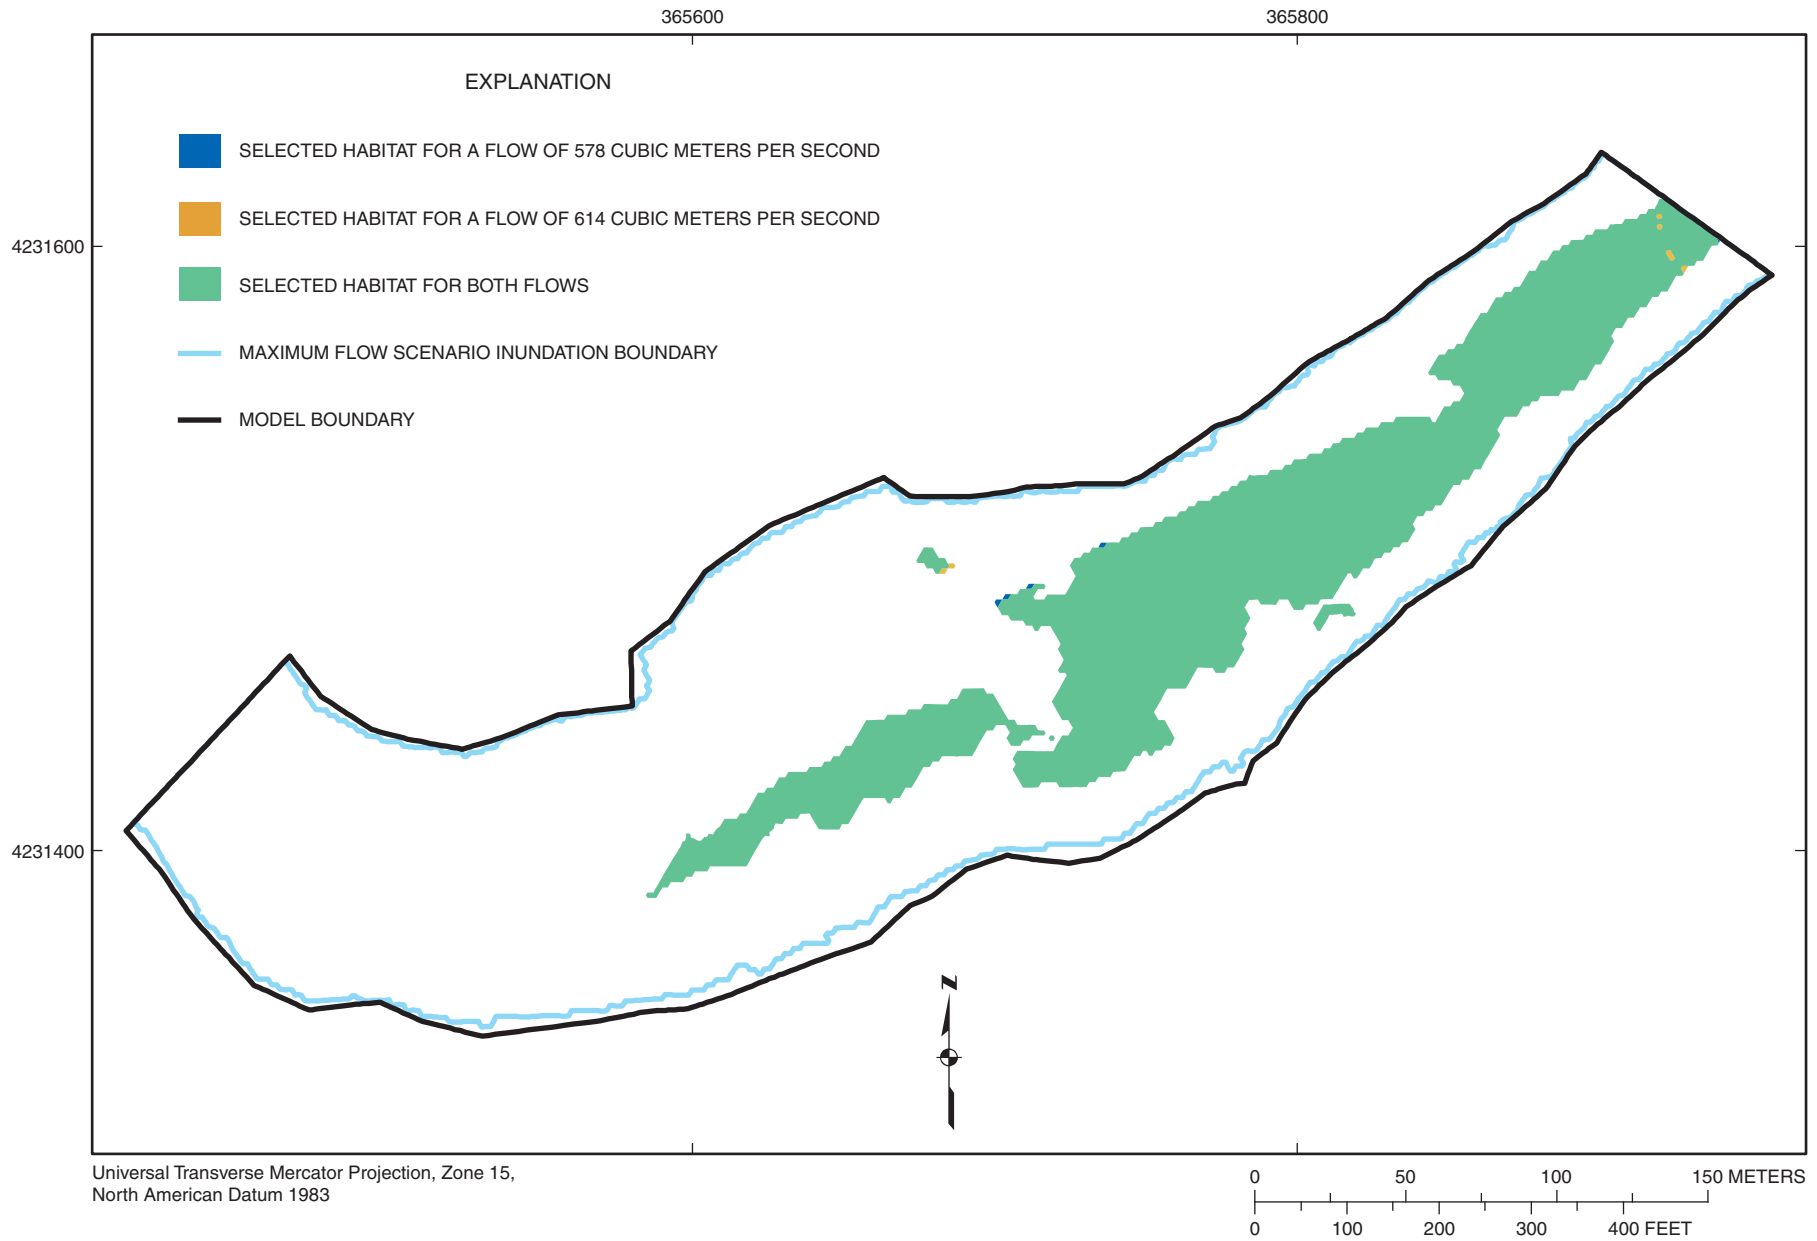 365600
365800
EXPLANATION
SELECTED HABITAT FOR A FLOW OF 578 CUBIC METERS PER SECOND
SELECTED HABITAT FOR A FLOW OF 614 CUBIC METERS PER SECOND
4231600
SELECTED HABITAT FOR BOTH FLOWS
MAXIMUM FLOW SCENARIO INUNDATION BOUNDARY
MODEL BOUNDARY
4231400
N
Universal Transverse Mercator Projection, Zone 15,
North American Datum 1983
0 50 100 150 METERS
0 100 200 300 400 FEET